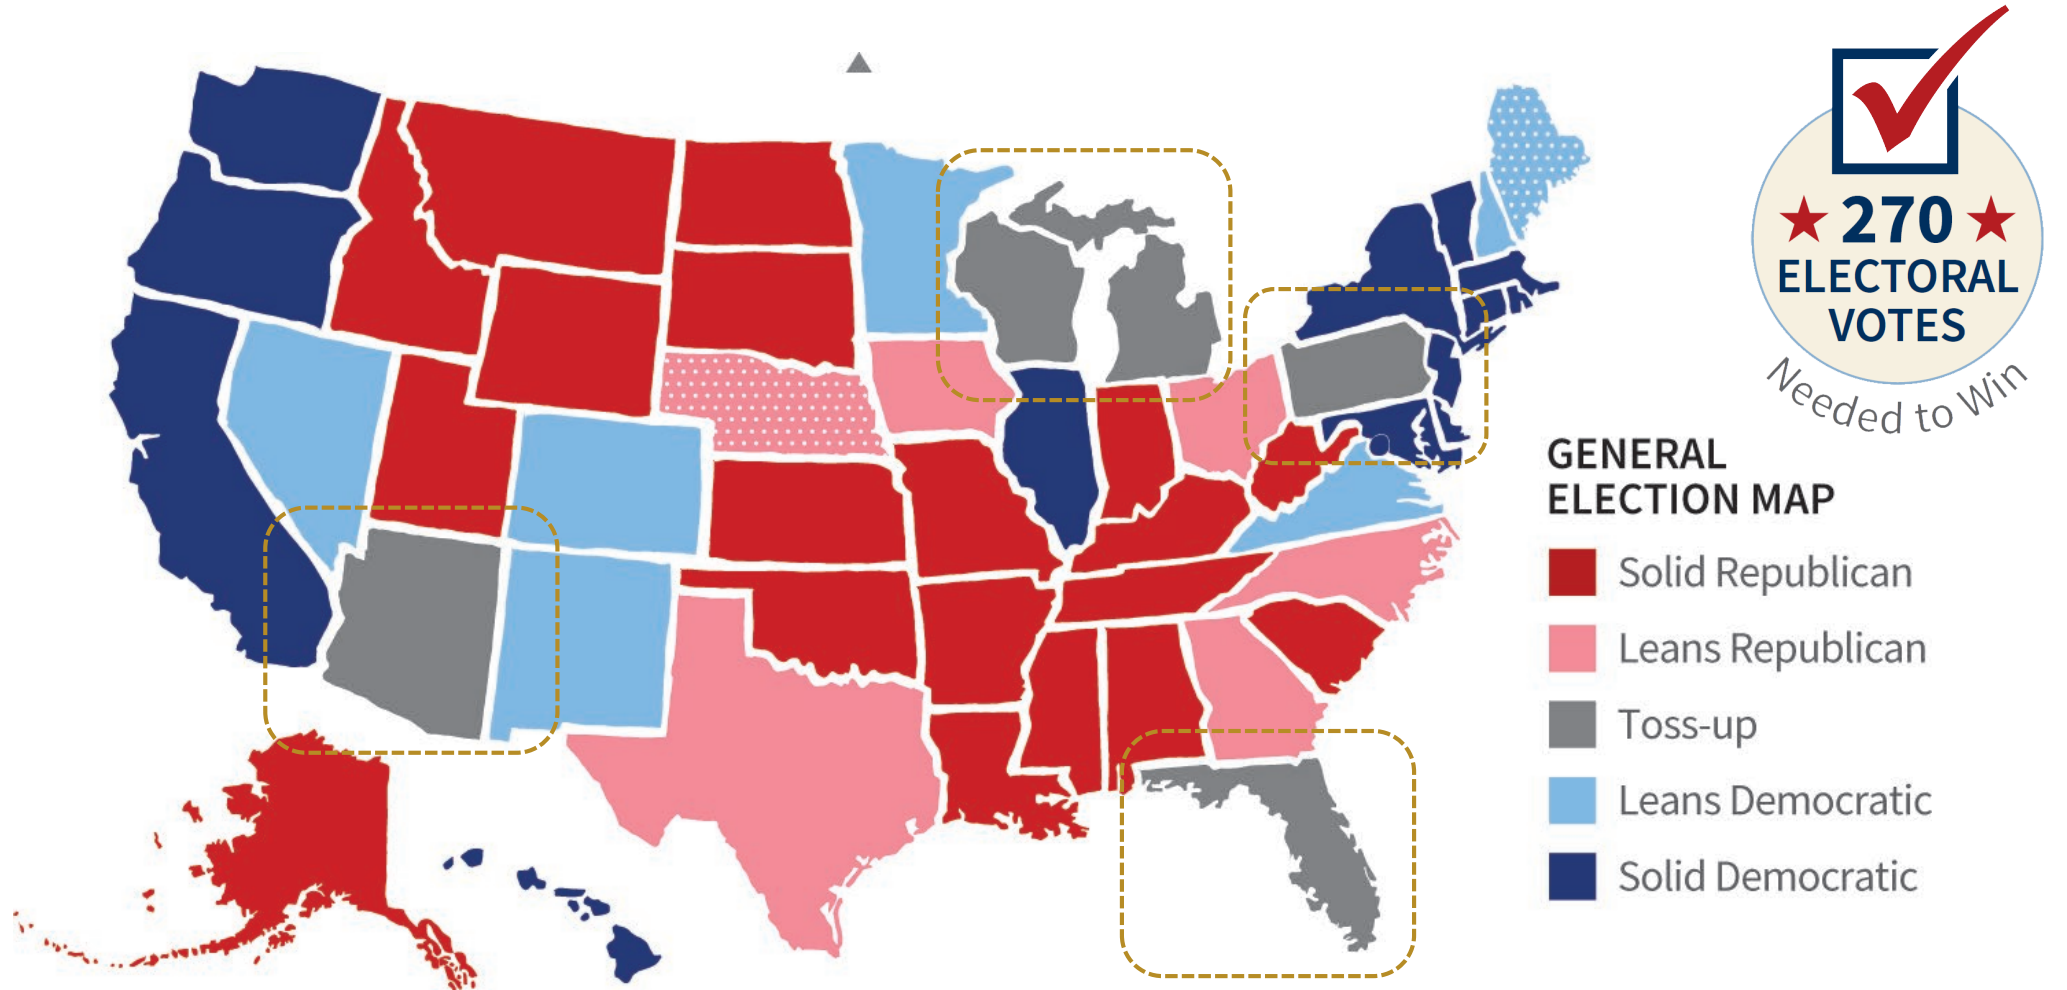 270
ELECTORAL
VOTES
Needed to Win
GENERAL
ELECTION MAP
Solid Republican
Leans Republican
Toss-up
Leans Democratic
Solid Democratic